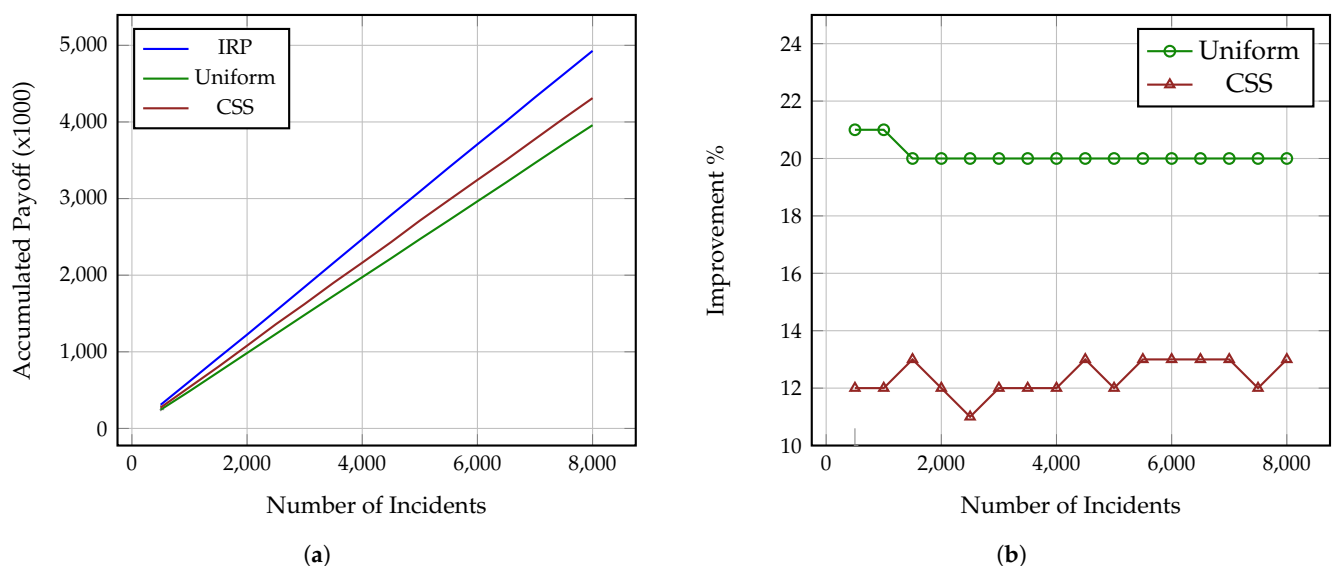 5,000
4,000
3,000
2,000
1,000
0
Accumulated Payoff (x1000)
IRP
Uniform
CSS
0 2,000 4,000 6,000 8,000
Number of Incidents
(a)
24
22
20
18
16
14
12
10
Improvement %
Uniform
CSS
0 2,000 4,000 6,000 8,000
Number of Incidents
(b)